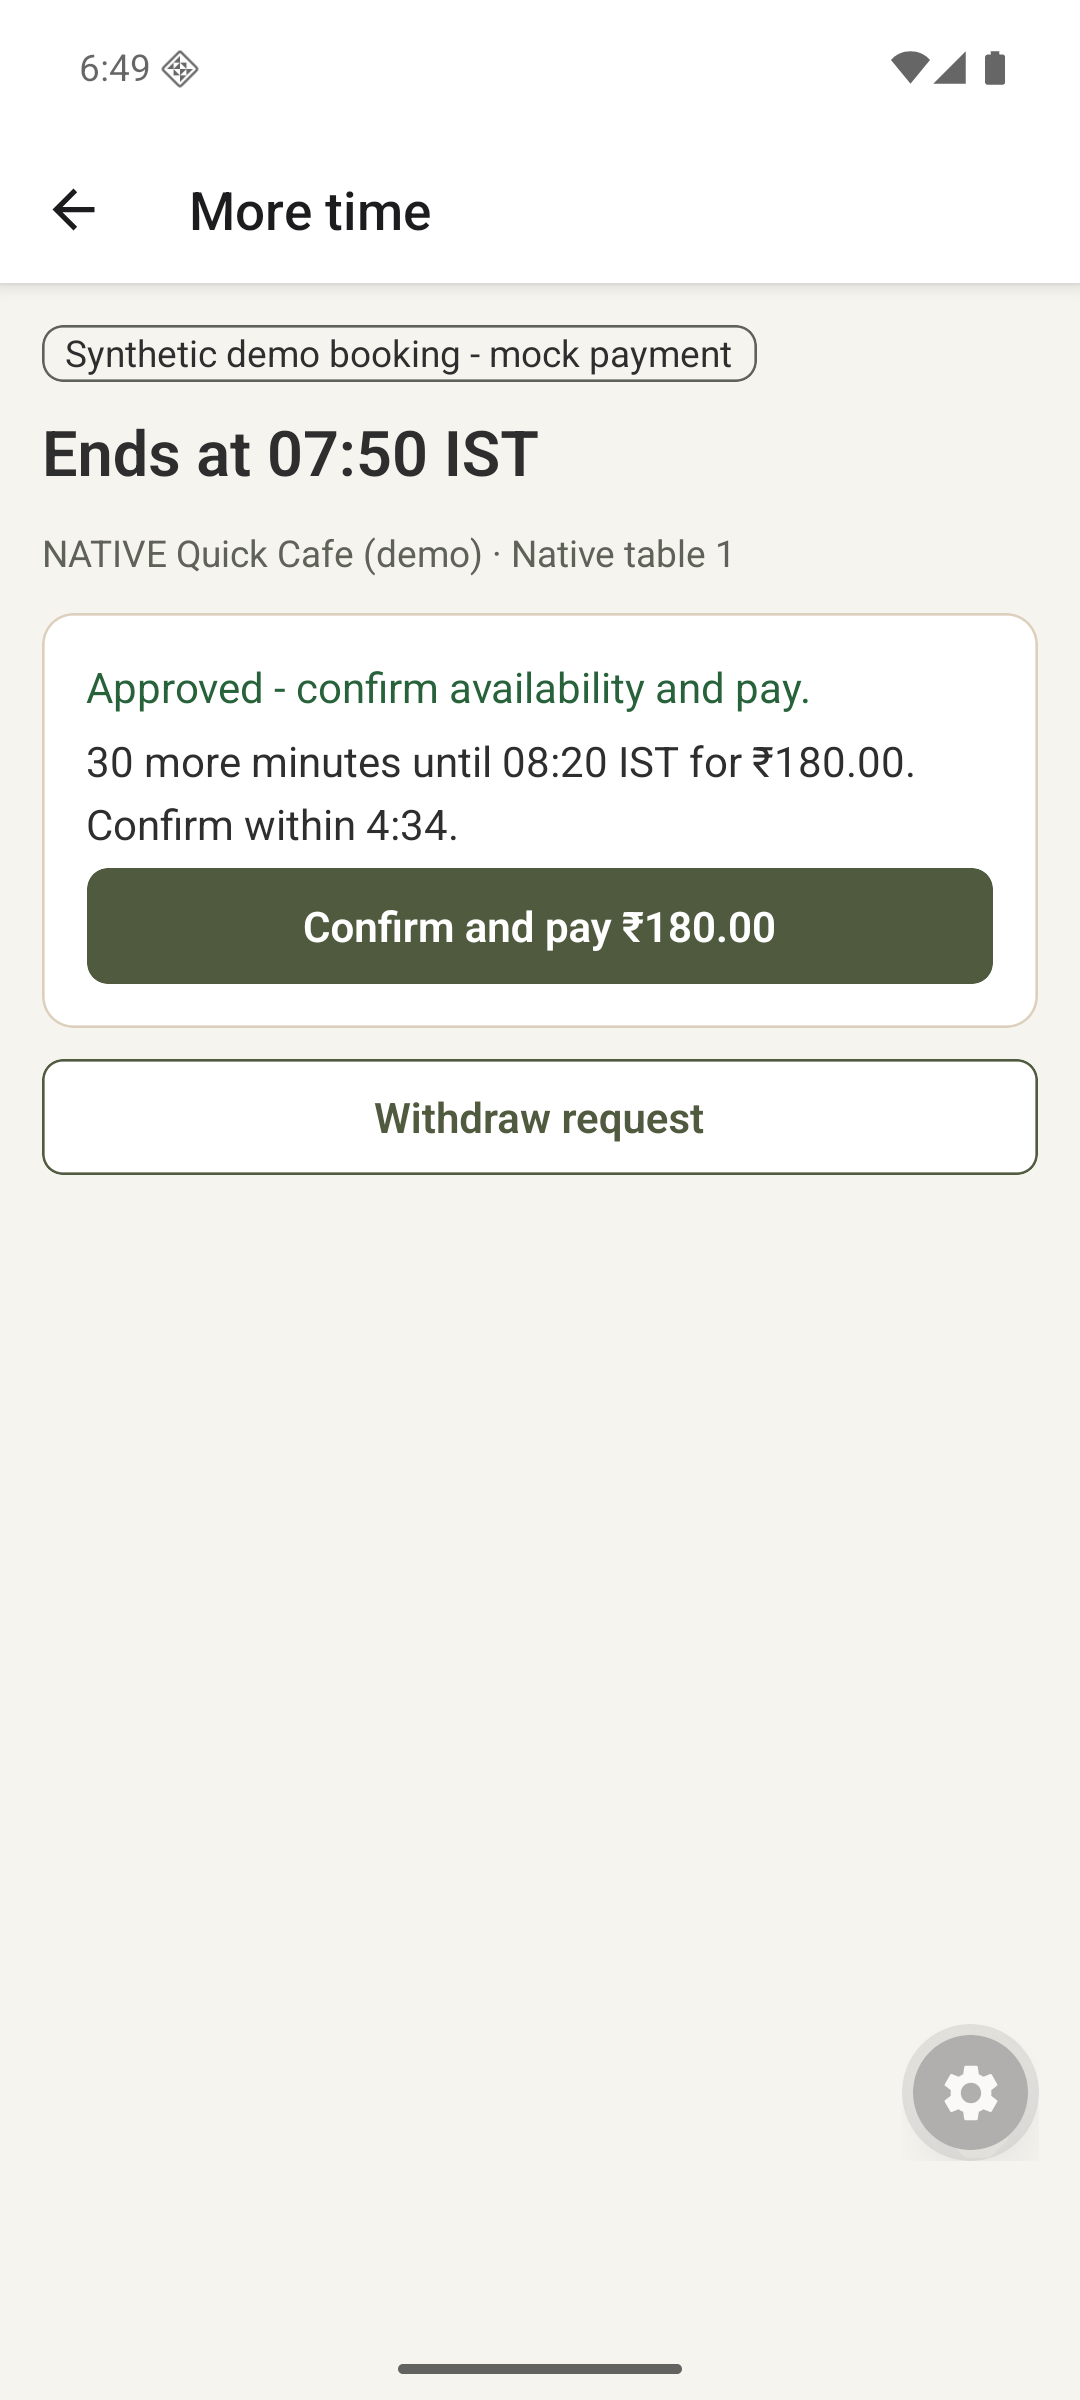 6:49
More time
Synthetic demo booking - mock payment
Ends at 07:50 IST
NATIVE Quick Cafe (demo) · Native table 1
Approved - confirm availability and pay.
30 more minutes until 08:20 IST for ₹180.00.
Confirm within 4:34.
Confirm and pay ₹180.00
Withdraw request